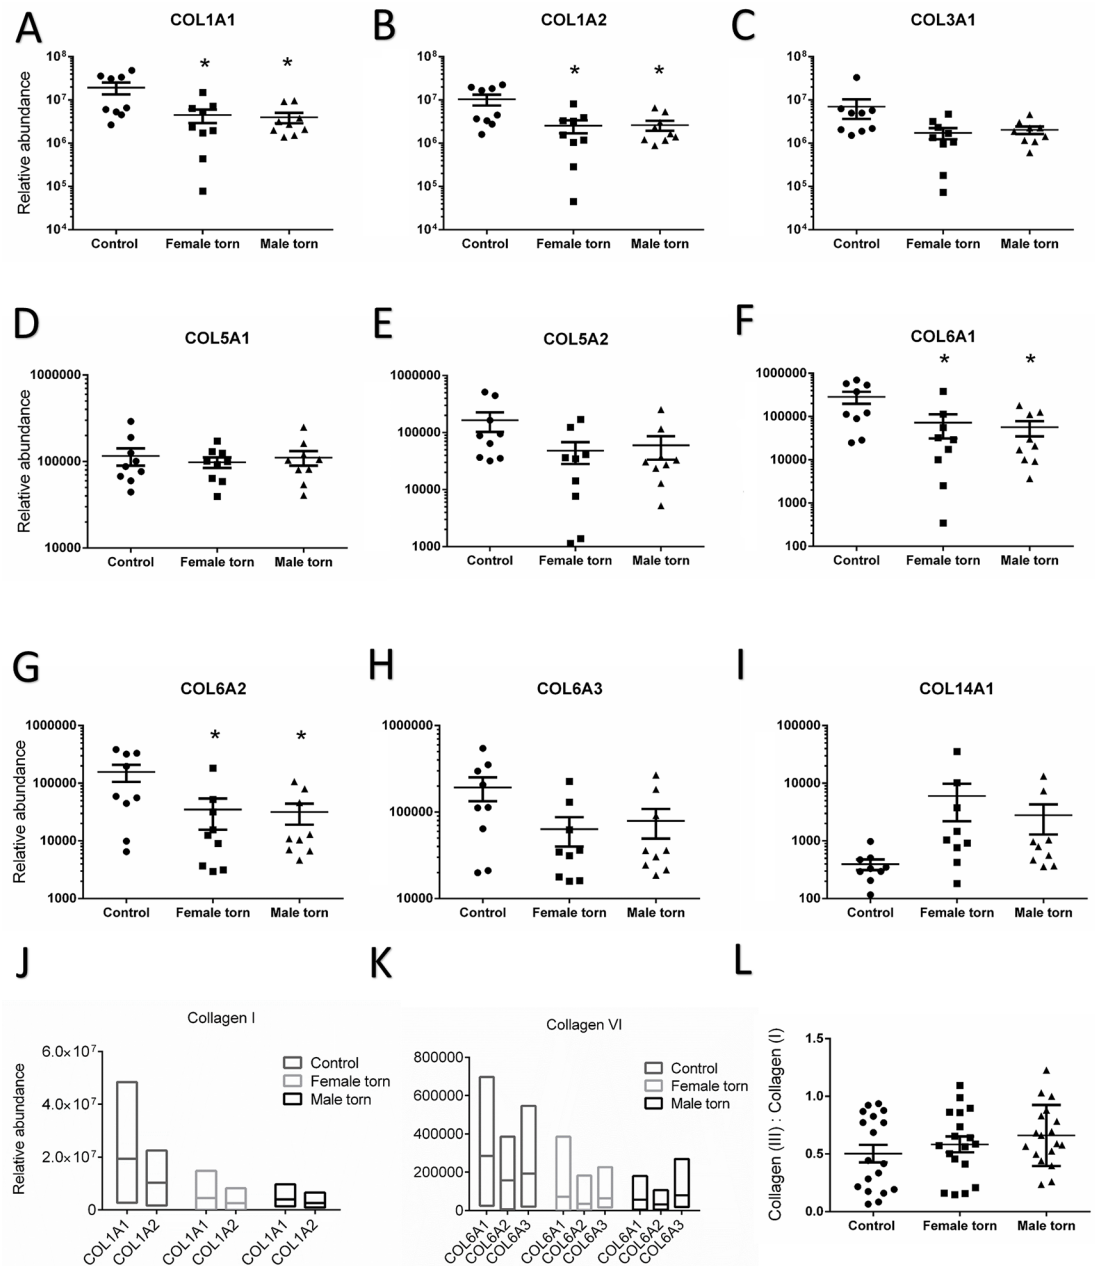 A
COL1A1
Relative abundance
10⁸
10⁷
10⁶
10⁵
10⁴
*
*
Control
Female torn
Male torn
B
COL1A2
10⁸
10⁷
10⁶
10⁵
10⁴
*
*
Control
Female torn
Male torn
C
COL3A1
10⁸
10⁷
10⁶
10⁵
10⁴
Control
Female torn
Male torn
D
COL5A1
Relative abundance
1000000
100000
10000
Control
Female torn
Male torn
E
COL5A2
1000000
100000
10000
1000
Control
Female torn
Male torn
F
COL6A1
1000000
100000
10000
1000
100
*
*
Control
Female torn
Male torn
G
COL6A2
Relative abundance
1000000
100000
10000
1000
*
*
Control
Female torn
Male torn
H
COL6A3
1000000
100000
10000
Control
Female torn
Male torn
I
COL14A1
100000
10000
1000
100
Control
Female torn
Male torn
J
Collagen I
Relative abundance
6.0×10⁷
4.0×10⁷
2.0×10⁷
0
Control
Female torn
Male torn
COL1A1
COL1A2
COL1A1
COL1A2
COL1A1
COL1A2
K
Collagen VI
800000
600000
400000
200000
0
Control
Female torn
Male torn
COL6A1
COL6A2
COL6A3
COL6A1
COL6A2
COL6A3
COL6A1
COL6A2
COL6A3
L
Collagen (III) : Collagen (I)
1.5
1.0
0.5
0.0
Control
Female torn
Male torn